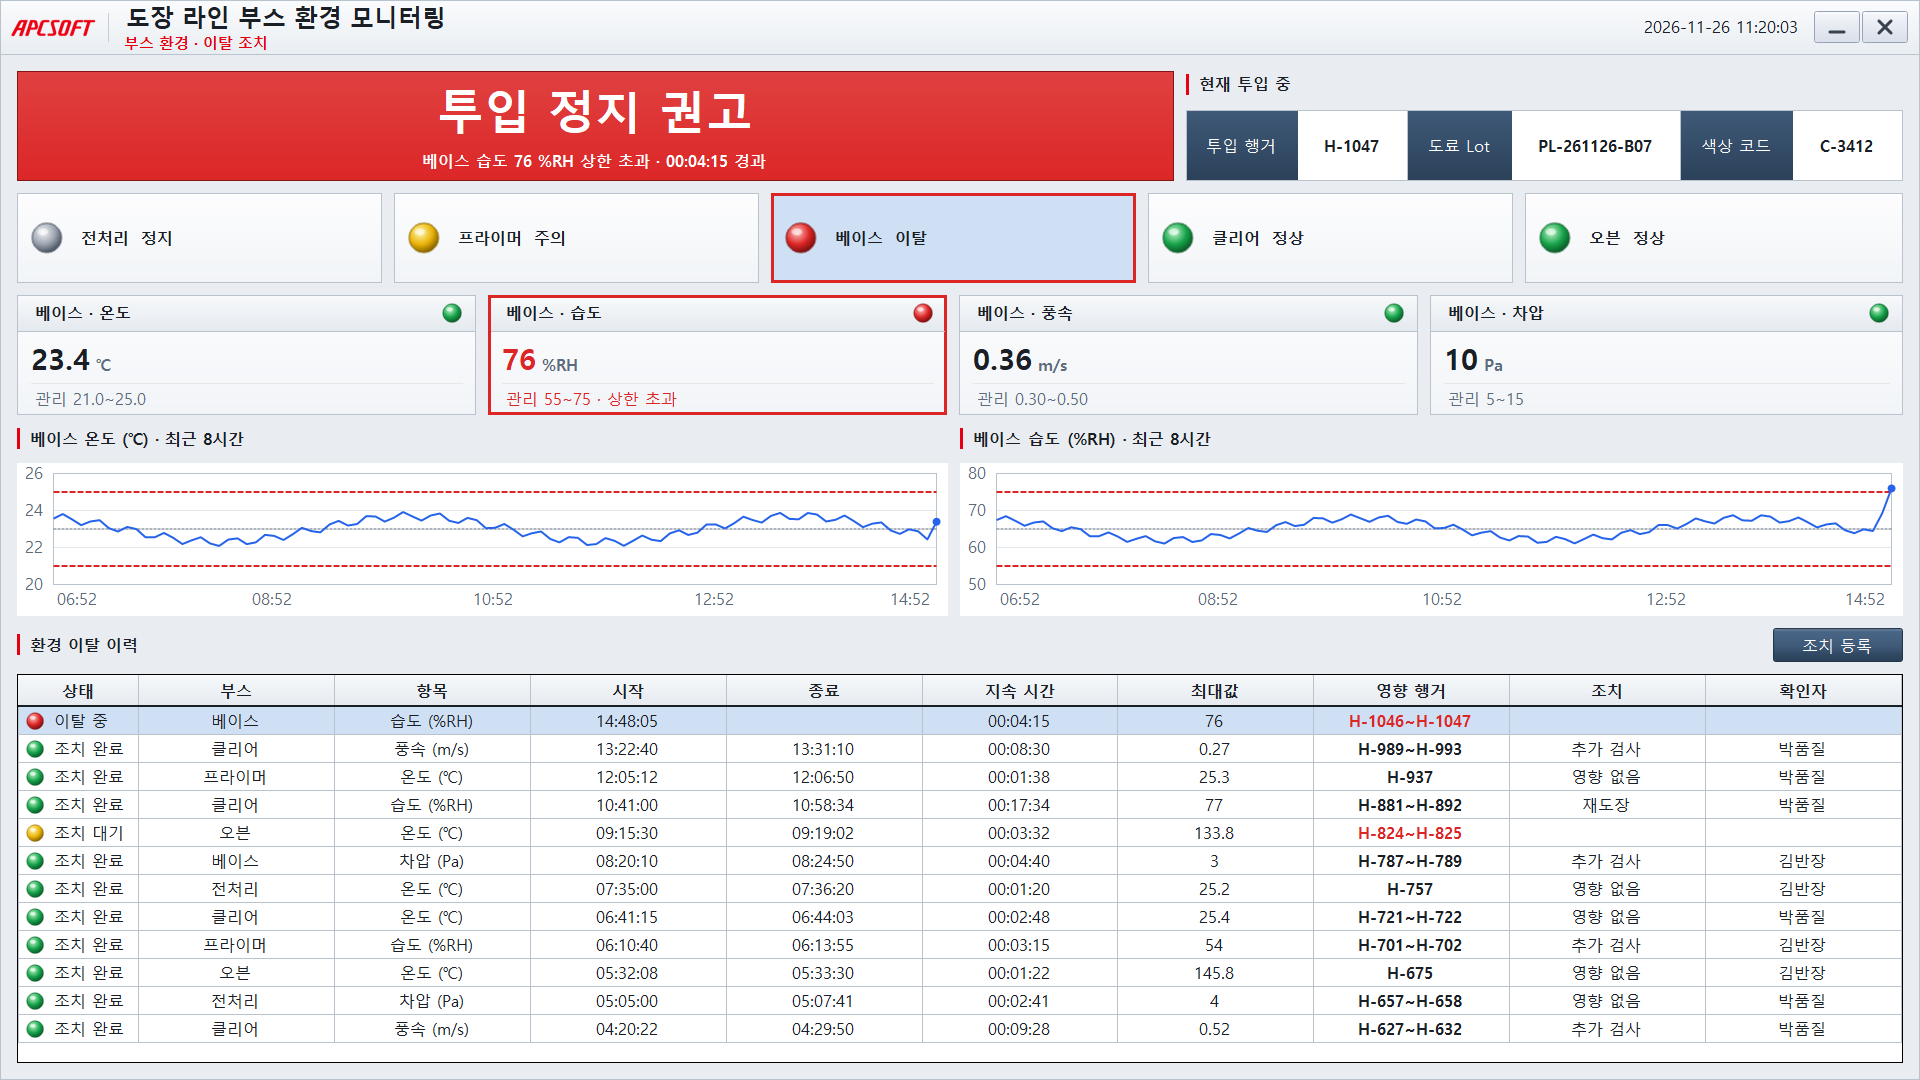 APCSOFT
도장 라인 부스 환경 모니터링
부스 환경 · 이탈 조치
2026-11-26 11:20:03
투입 정지 권고
베이스 습도 76 %RH 상한 초과 · 00:04:15 경과
현재 투입 중
투입 행거 H-1047 도료 Lot PL-261126-B07 색상 코드 C-3412
전처리 정지
프라이머 주의
베이스 이탈
클리어 정상
오븐 정상
베이스 · 온도
23.4 ℃
관리 21.0~25.0
베이스 · 습도
76 %RH
관리 55~75 · 상한 초과
베이스 · 풍속
0.36 m/s
관리 0.30~0.50
베이스 · 차압
10 Pa
관리 5~15
베이스 온도 (℃) · 최근 8시간
26
24
22
20
06:52 08:52 10:52 12:52 14:52
베이스 습도 (%RH) · 최근 8시간
80
70
60
50
06:52 08:52 10:52 12:52 14:52
환경 이탈 이력
조치 등록
상태 부스 항목 시작 종료 지속 시간 최대값 영향 행거 조치 확인자
이탈 중 베이스 습도 (%RH) 14:48:05 00:04:15 76 H-1046~H-1047
조치 완료 클리어 풍속 (m/s) 13:22:40 13:31:10 00:08:30 0.27 H-989~H-993 추가 검사 박품질
조치 완료 프라이머 온도 (℃) 12:05:12 12:06:50 00:01:38 25.3 H-937 영향 없음 박품질
조치 완료 클리어 습도 (%RH) 10:41:00 10:58:34 00:17:34 77 H-881~H-892 재도장 박품질
조치 대기 오븐 온도 (℃) 09:15:30 09:19:02 00:03:32 133.8 H-824~H-825
조치 완료 베이스 차압 (Pa) 08:20:10 08:24:50 00:04:40 3 H-787~H-789 추가 검사 김반장
조치 완료 전처리 온도 (℃) 07:35:00 07:36:20 00:01:20 25.2 H-757 영향 없음 김반장
조치 완료 클리어 온도 (℃) 06:41:15 06:44:03 00:02:48 25.4 H-721~H-722 영향 없음 박품질
조치 완료 프라이머 습도 (%RH) 06:10:40 06:13:55 00:03:15 54 H-701~H-702 추가 검사 김반장
조치 완료 오븐 온도 (℃) 05:32:08 05:33:30 00:01:22 145.8 H-675 영향 없음 김반장
조치 완료 전처리 차압 (Pa) 05:05:00 05:07:41 00:02:41 4 H-657~H-658 영향 없음 박품질
조치 완료 클리어 풍속 (m/s) 04:20:22 04:29:50 00:09:28 0.52 H-627~H-632 추가 검사 박품질